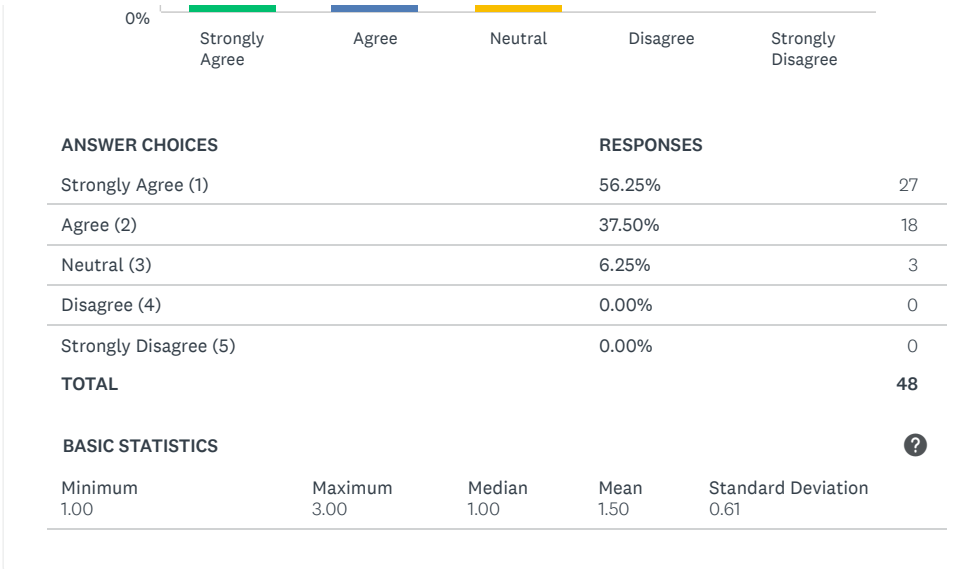 0%
Strongly Agree Agree Neutral Disagree Strongly Disagree
ANSWER CHOICES RESPONSES
Strongly Agree (1) 56.25% 27
Agree (2) 37.50% 18
Neutral (3) 6.25% 3
Disagree (4) 0.00% 0
Strongly Disagree (5) 0.00% 0
TOTAL 48
BASIC STATISTICS ?
Minimum Maximum Median Mean Standard Deviation
1.00 3.00 1.00 1.50 0.61